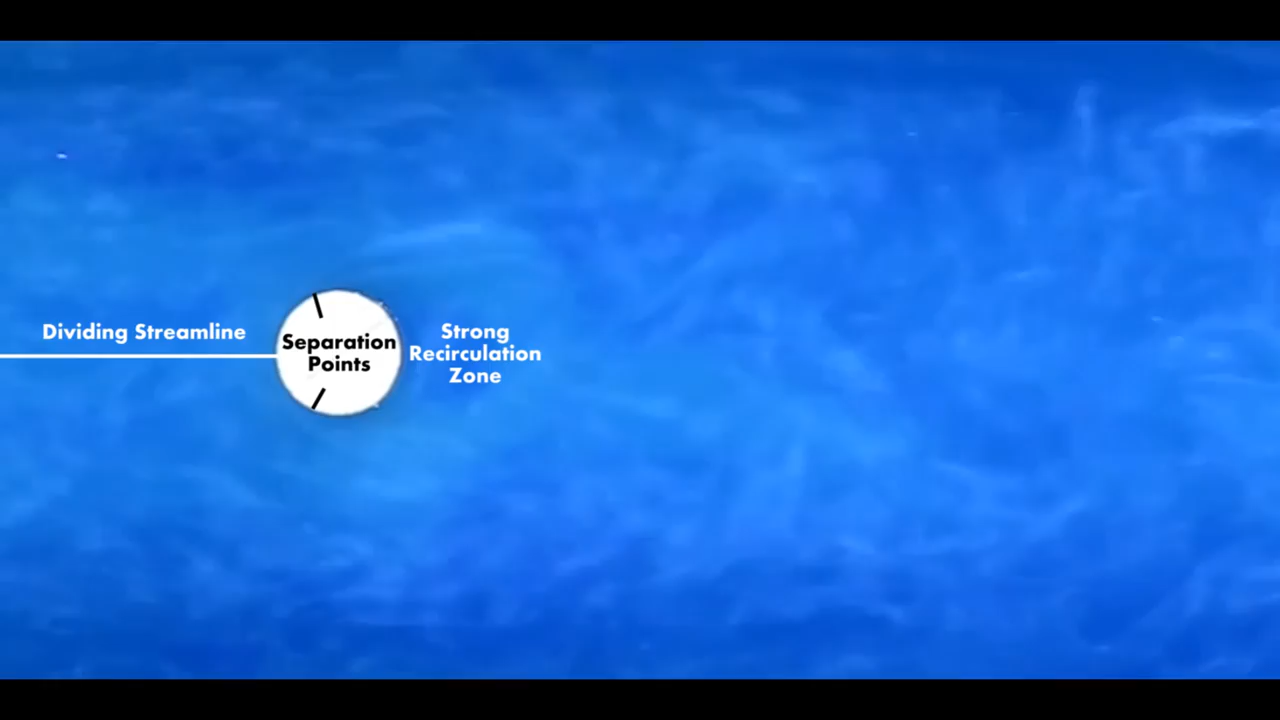 Dividing Streamline
Separation
Points
Strong
Recirculation
Zone